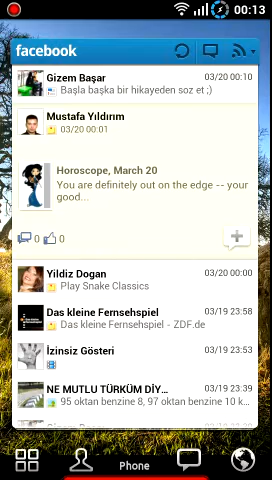 00:13
facebook
Gizem Başar 03/20 00:10
Başla başka bir hikayeden soz et ;)
Mustafa Yıldırım
03/20 00:01
Horoscope, March 20
You are definitely out on the edge -- your
good...
0 0
Yildiz Dogan 03/20 00:00
Play Snake Classics
Das kleine Fernsehspiel 03/19 23:58
Das kleine Fernsehspiel - ZDF.de
İzinsiz Gösteri 03/19 23:53
NE MUTLU TÜRKÜM DİY... 03/19 23:39
95 oktan benzine 8, 97 oktan benzine 10 k...
Phone